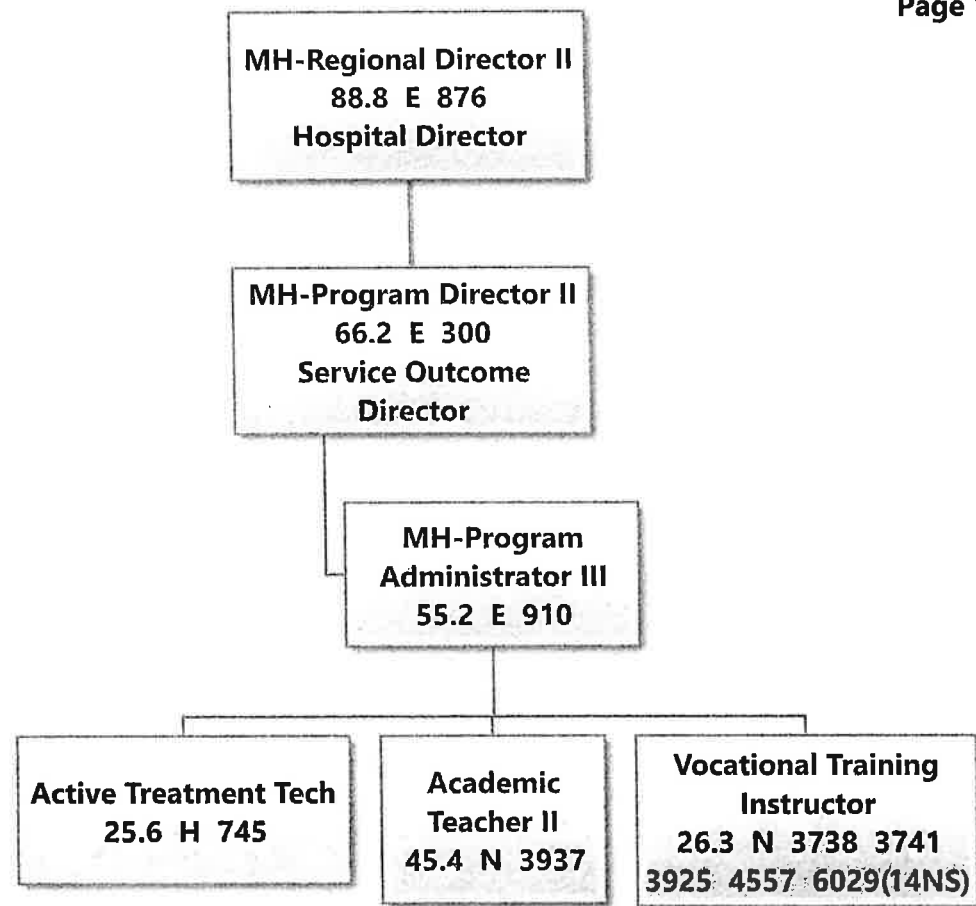 Page
MH-Regional Director II
88.8 E 876
Hospital Director
MH-Program Director II
66.2 E 300
Service Outcome
Director
MH-Program
Administrator III
55.2 E 910
Active Treatment Tech
25.6 H 745
Academic
Teacher II
45.4 N 3937
Vocational Training
Instructor
26.3 N 3738 3741
3925 4557 6029(14NS)